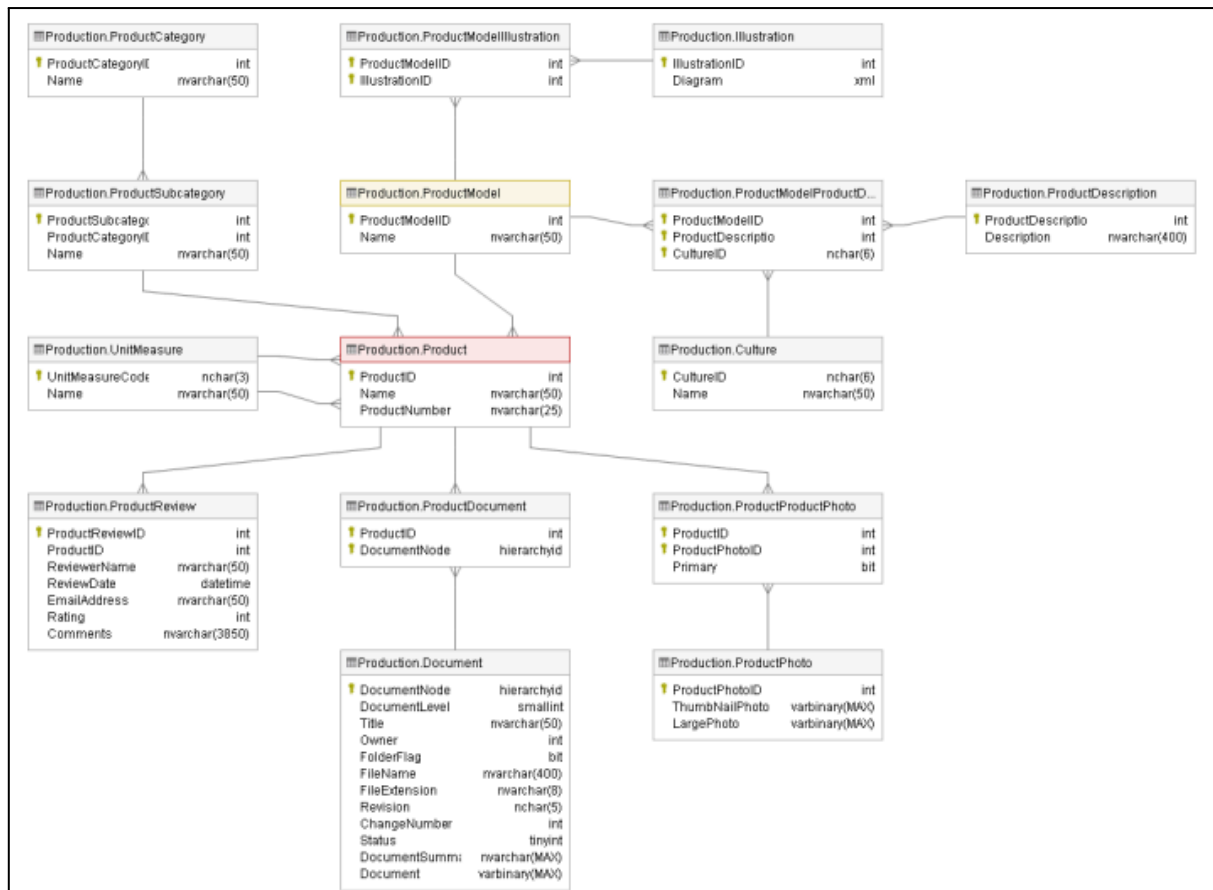 Production.ProductCategory
ProductCategoryID int
Name nvarchar(50)
Production.ProductModelIllustration
ProductModelID int
IllustrationID int
Production.Illustration
IllustrationID int
Diagram xml
Production.ProductSubcategory
ProductSubcatego int
ProductCategoryID int
Name nvarchar(50)
Production.ProductModel
ProductModelID int
Name nvarchar(50)
Production.ProductModelProductD...
ProductModelID int
ProductDescriptio int
CultureID nchar(6)
Production.ProductDescription
ProductDescriptio int
Description nvarchar(400)
Production.UnitMeasure
UnitMeasureCode nchar(3)
Name nvarchar(50)
Production.Product
ProductID int
Name nvarchar(50)
ProductNumber nvarchar(25)
Production.Culture
CultureID nchar(6)
Name nvarchar(50)
Production.ProductReview
ProductReviewID int
ProductID int
ReviewerName nvarchar(50)
ReviewDate datetime
EmailAddress nvarchar(50)
Rating int
Comments nvarchar(3850)
Production.ProductDocument
ProductID int
DocumentNode hierarchyid
Production.ProductProductPhoto
ProductID int
ProductPhotoID int
Primary bit
Production.Document
DocumentNode hierarchyid
DocumentLevel smallint
Title nvarchar(50)
Owner int
FolderFlag bit
FileName nvarchar(400)
FileExtension nvarchar(8)
Revision nchar(5)
ChangeNumber int
Status tinyint
DocumentSumma nvarchar(MAX)
Document varbinary(MAX)
Production.ProductPhoto
ProductPhotoID int
ThumbNailPhoto varbinary(MAX)
LargePhoto varbinary(MAX)